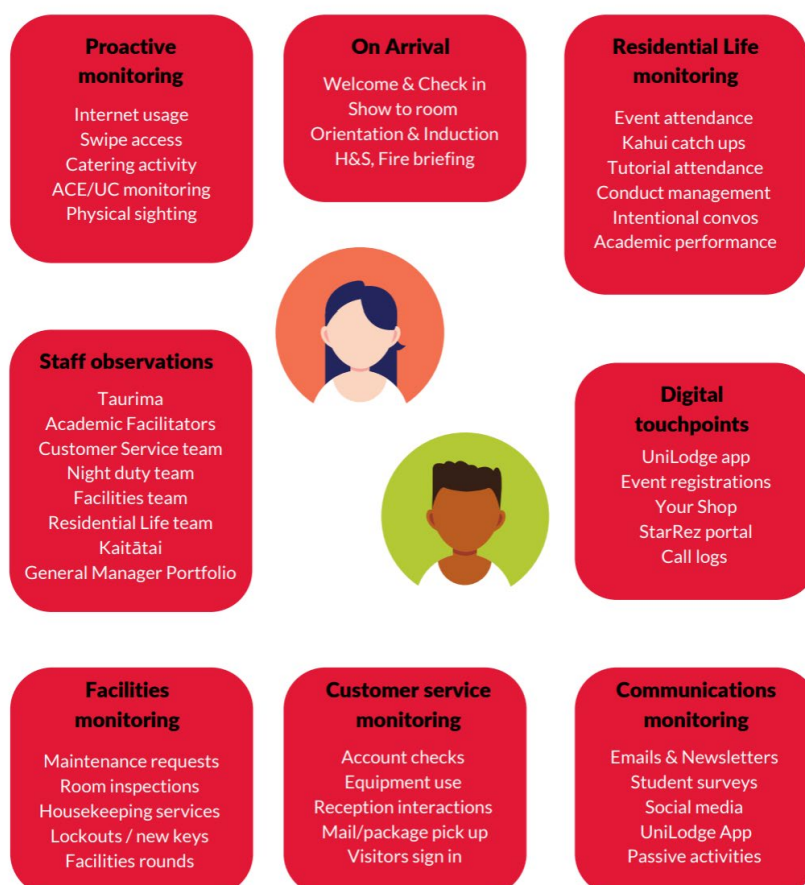 Proactive
monitoring
Internet usage
Swipe access
Catering activity
ACE/UC monitoring
Physical sighting
On Arrival
Welcome & Check in
Show to room
Orientation & Induction
H&S, Fire briefing
Residential Life
monitoring
Event attendance
Kahui catch ups
Tutorial attendance
Conduct management
Intentional convos
Academic performance
Staff observations
Taurima
Academic Facilitators
Customer Service team
Night duty team
Facilities team
Residential Life team
Kaitātai
General Manager Portfolio
Digital
touchpoints
UniLodge app
Event registrations
Your Shop
StarRez portal
Call logs
Facilities
monitoring
Maintenance requests
Room inspections
Housekeeping services
Lockouts / new keys
Facilities rounds
Customer service
monitoring
Account checks
Equipment use
Reception interactions
Mail/package pick up
Visitors sign in
Communications
monitoring
Emails & Newsletters
Student surveys
Social media
UniLodge App
Passive activities